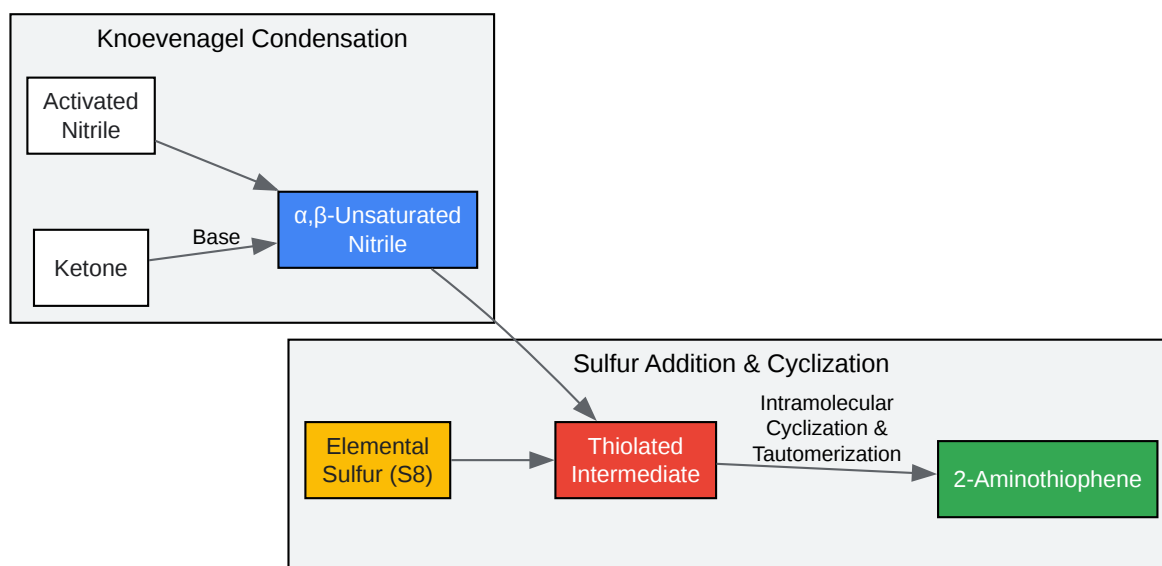 Knoevenagel Condensation
Activated
Nitrile
Ketone
Base
α,β-Unsaturated
Nitrile
Sulfur Addition & Cyclization
Elemental
Sulfur (S8)
Thiolated
Intermediate
Intramolecular
Cyclization &
Tautomerization
2-Aminothiophene